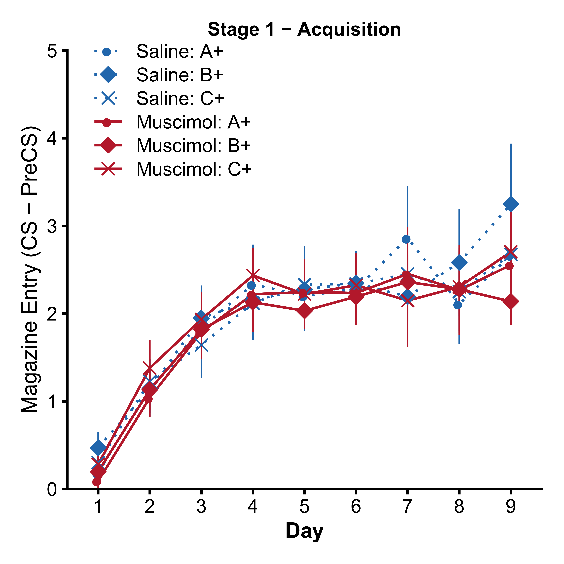 Stage 1 − Acquisition
Saline: A+
Saline: B+
Saline: C+
Muscimol: A+
Muscimol: B+
Muscimol: C+
Magazine Entry (CS − PreCS)
5
4
3
2
1
0
1 2 3 4 5 6 7 8 9
Day